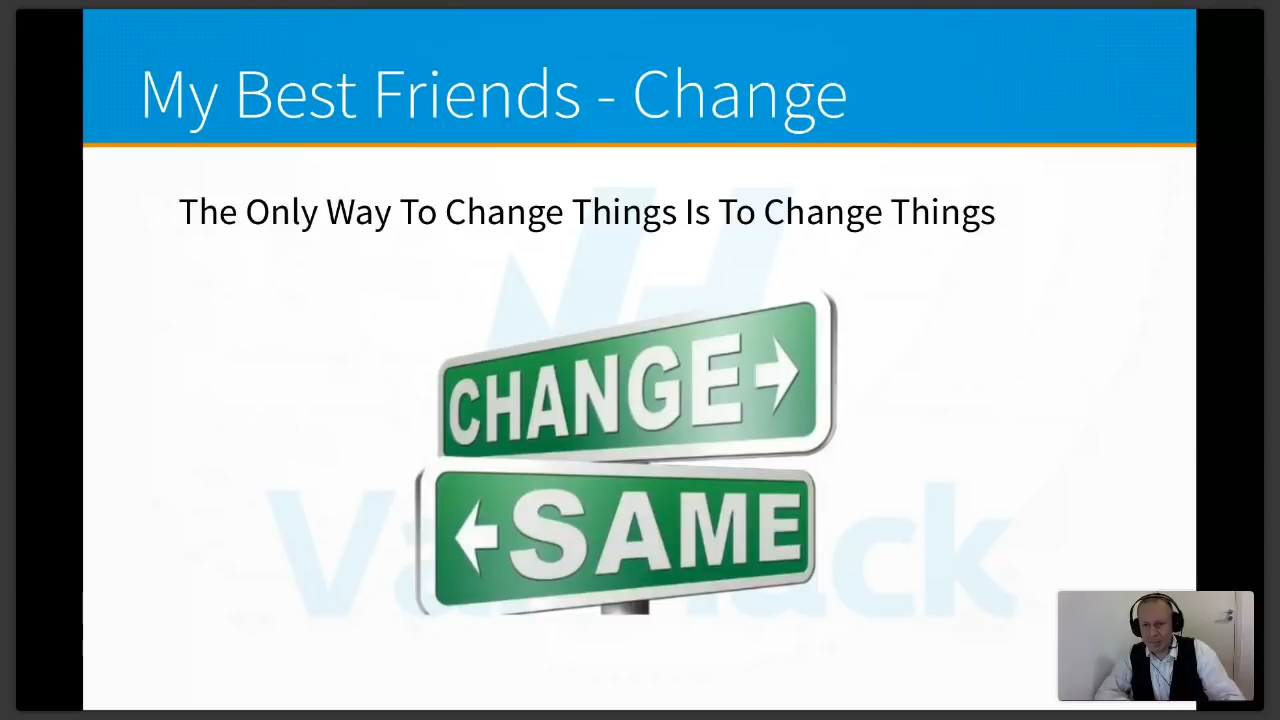 My Best Friends - Change
The Only Way To Change Things Is To Change Things
CHANGE
SAME